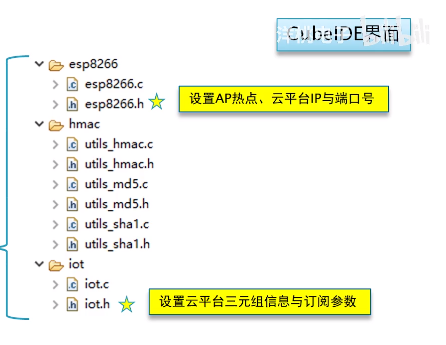 CubeIDE界面
esp8266
esp8266.c
esp8266.h
设置AP热点、云平台IP与端口号
hmac
utils_hmac.c
utils_hmac.h
utils_md5.c
utils_md5.h
utils_sha1.c
utils_sha1.h
iot
iot.c
iot.h
设置云平台三元组信息与订阅参数